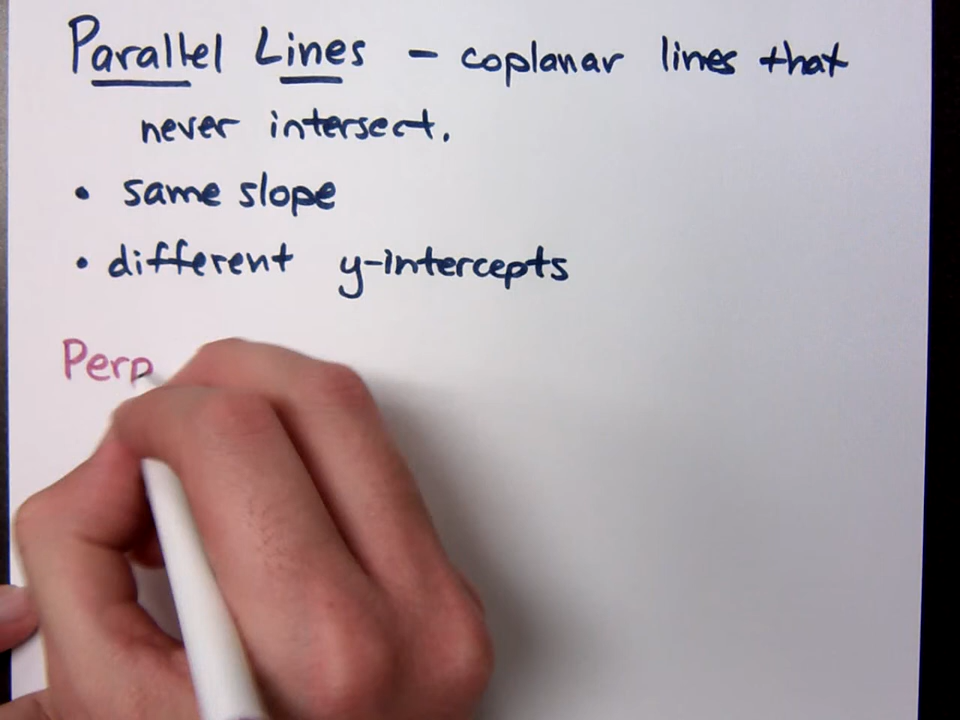 Parallel Lines - coplanar lines that
never intersect.
• same slope
• different y-intercepts
Perp